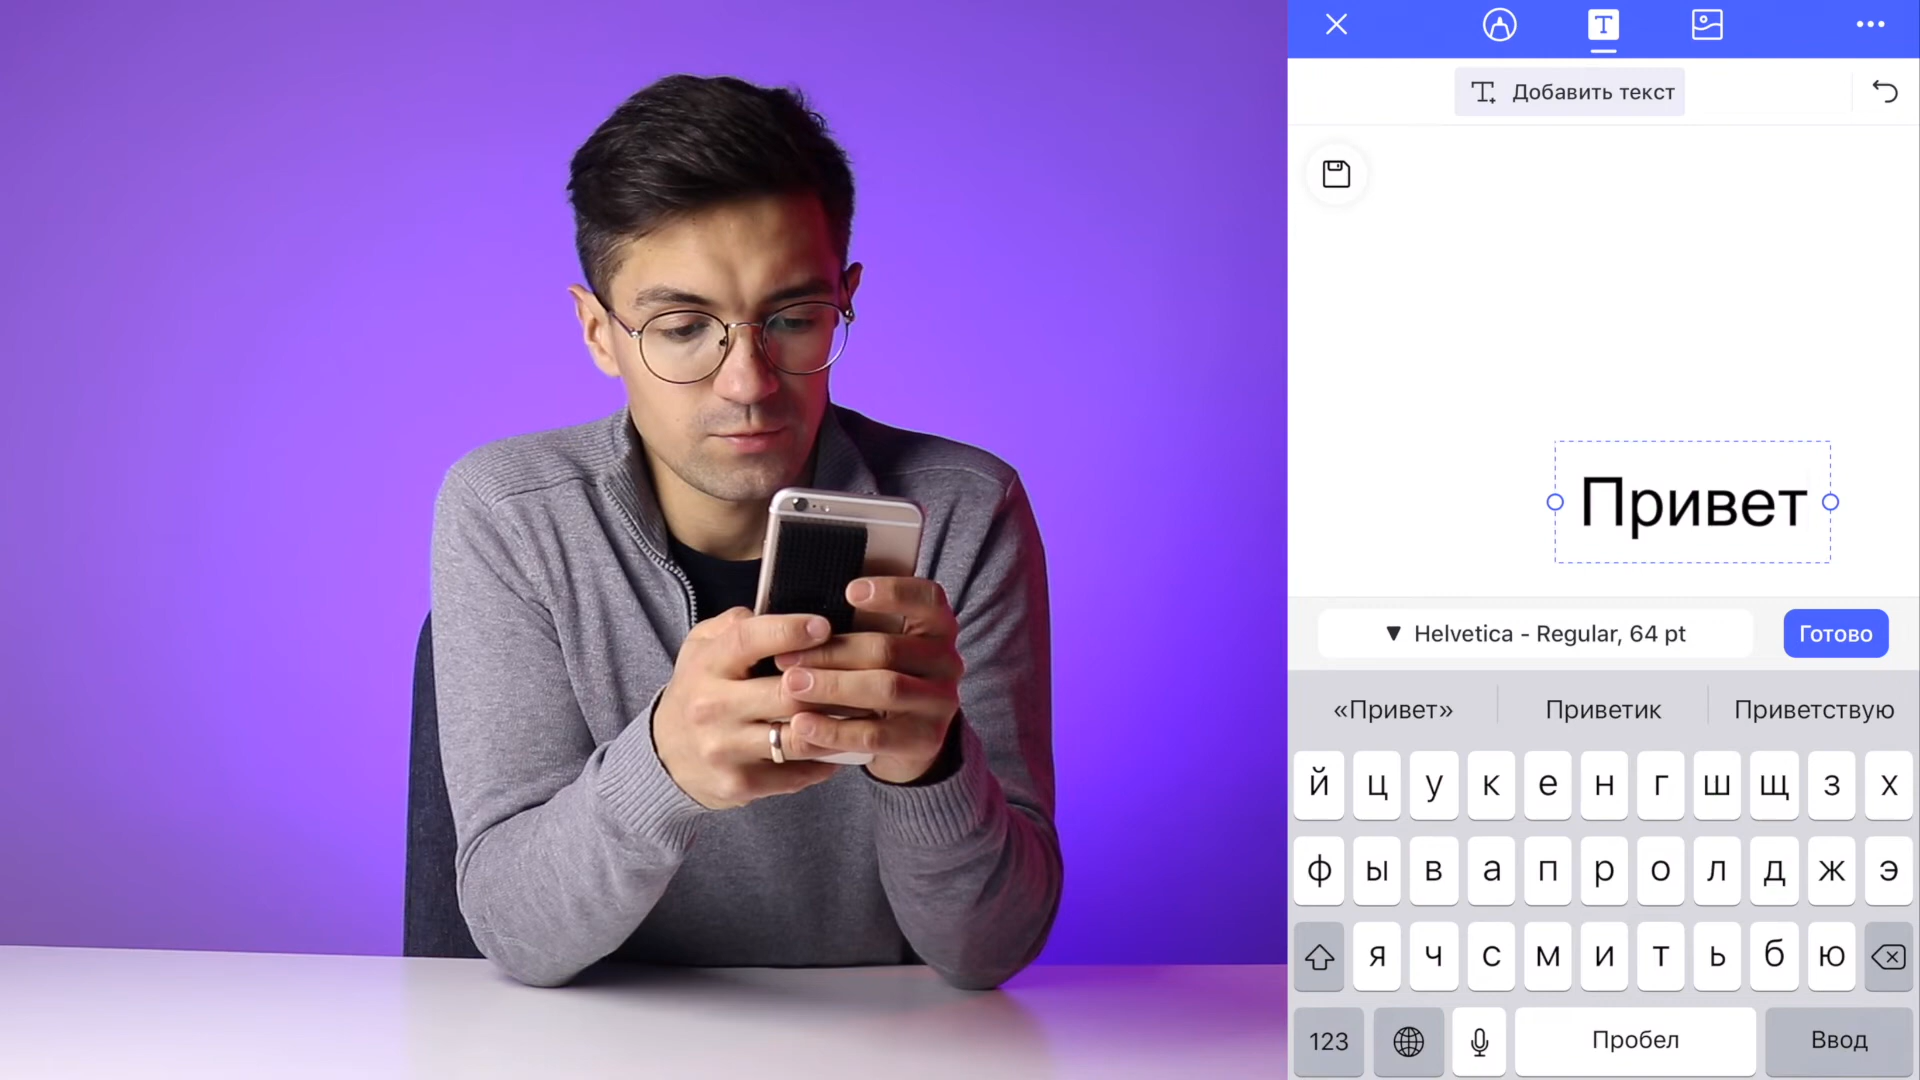 T
Добавить текст
Привет
▼ Helvetica - Regular, 64 pt
Готово
«Привет» Приветик Приветствую
й ц у к е н г ш щ з х
ф ы в а п р о л д ж э
я ч с м и т ь б ю
123 Пробел Ввод